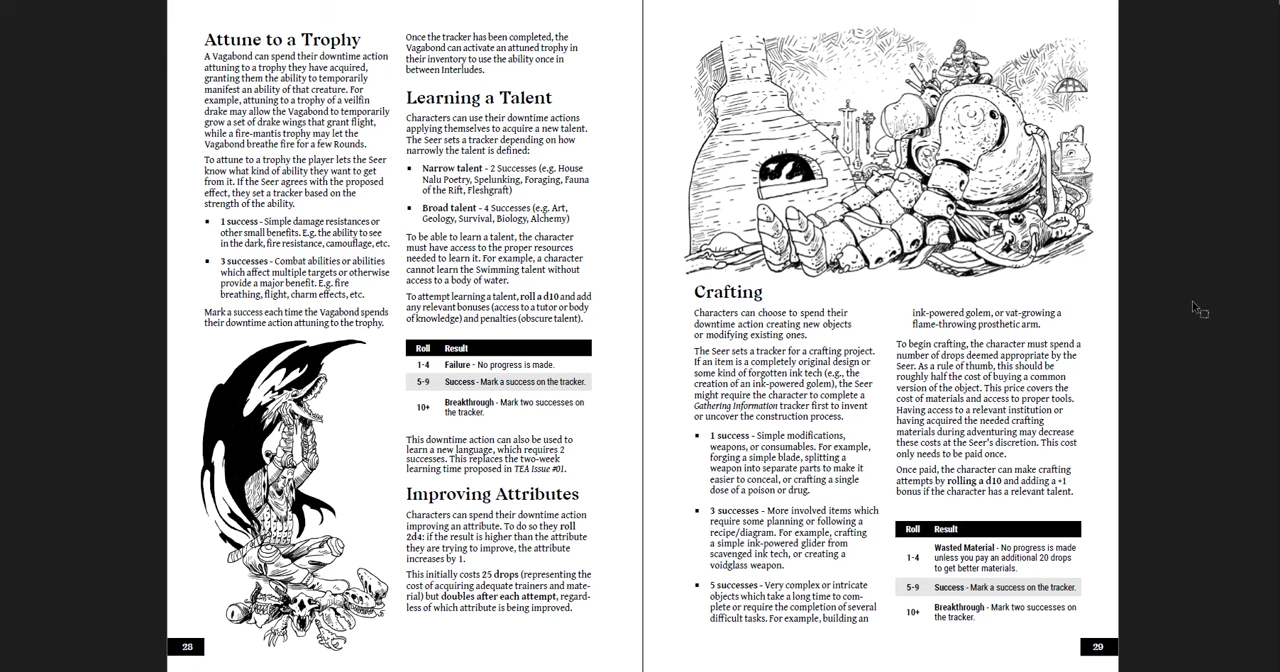 Attune to a Trophy
A Vagabond can spend their downtime action
attuning to a trophy they have acquired,
granting them the ability to temporarily
manifest an ability of that creature. For
example, attuning to a trophy of a veilfin
drake may allow the Vagabond to temporarily
grow a set of drake wings that grant flight,
while a fire-mantis trophy may let the
Vagabond breathe fire for a few Rounds.
To attune to a trophy the player lets the Seer
know what kind of ability they want to get
from it. If the Seer agrees with the proposed
effect, they set a tracker based on the
strength of the ability.
▪ 1 success - Simple damage resistances or
other small benefits. E.g. the ability to see
in the dark, fire resistance, camouflage, etc.
▪ 3 successes - Combat abilities or abilities
which affect multiple targets or otherwise
provide a major benefit. E.g. fire
breathing, flight, charm effects, etc.
Mark a success each time the Vagabond spends
their downtime action attuning to the trophy.
28
Once the tracker has been completed, the
Vagabond can activate an attuned trophy in
their inventory to use the ability once in
between Interludes.
Learning a Talent
Characters can use their downtime actions
applying themselves to acquire a new talent.
The Seer sets a tracker depending on how
narrowly the talent is defined:
▪ Narrow talent - 2 Successes (e.g. House
Nalu Poetry, Spelunking, Foraging, Fauna
of the Rift, Fleshgraft)
▪ Broad talent - 4 Successes (e.g. Art,
Geology, Survival, Biology, Alchemy)
To be able to learn a talent, the character
must have access to the proper resources
needed to learn it. For example, a character
cannot learn the Swimming talent without
access to a body of water.
To attempt learning a talent, roll a d10 and add
any relevant bonuses (access to a tutor or body
of knowledge) and penalties (obscure talent).
Roll Result
1-4 Failure - No progress is made.
5-9 Success - Mark a success on the tracker.
10+ Breakthrough - Mark two successes on
the tracker.
This downtime action can also be used to
learn a new language, which requires 2
successes. This replaces the two-week
learning time proposed in TEA Issue #01.
Improving Attributes
Characters can spend their downtime action
improving an attribute. To do so they roll
2d4: if the result is higher than the attribute
they are trying to improve, the attribute
increases by 1.
This initially costs 25 drops (representing the
cost of acquiring adequate trainers and mate-
rial) but doubles after each attempt, regard-
less of which attribute is being improved.
Crafting
Characters can choose to spend their
downtime action creating new objects
or modifying existing ones.
The Seer sets a tracker for a crafting project.
If an item is a completely original design or
some kind of forgotten ink tech (e.g., the
creation of an ink-powered golem), the Seer
might require the character to complete a
Gathering Information tracker first to invent
or uncover the construction process.
▪ 1 success - Simple modifications,
weapons, or consumables. For example,
forging a simple blade, splitting a
weapon into separate parts to make it
easier to conceal, or crafting a single
dose of a poison or drug.
▪ 3 successes - More involved items which
require some planning or following a
recipe/diagram. For example, crafting
a simple ink-powered glider from
scavenged ink tech, or creating a
voidglass weapon.
▪ 5 successes - Very complex or intricate
objects which take a long time to com-
plete or require the completion of several
difficult tasks. For example, building an
ink-powered golem, or vat-growing a
flame-throwing prosthetic arm.
To begin crafting, the character must spend a
number of drops deemed appropriate by the
Seer. As a rule of thumb, this should be
roughly half the cost of buying a common
version of the object. This price covers the
cost of materials and access to proper tools.
Having access to a relevant institution or
having acquired the needed crafting
materials during adventuring may decrease
these costs at the Seer's discretion. This cost
only needs to be paid once.
Once paid, the character can make crafting
attempts by rolling a d10 and adding a +1
bonus if the character has a relevant talent.
Roll Result
1-4 Wasted Material - No progress is made
unless you pay an additional 20 drops
to get better materials.
5-9 Success - Mark a success on the tracker.
10+ Breakthrough - Mark two successes on
the tracker.
29